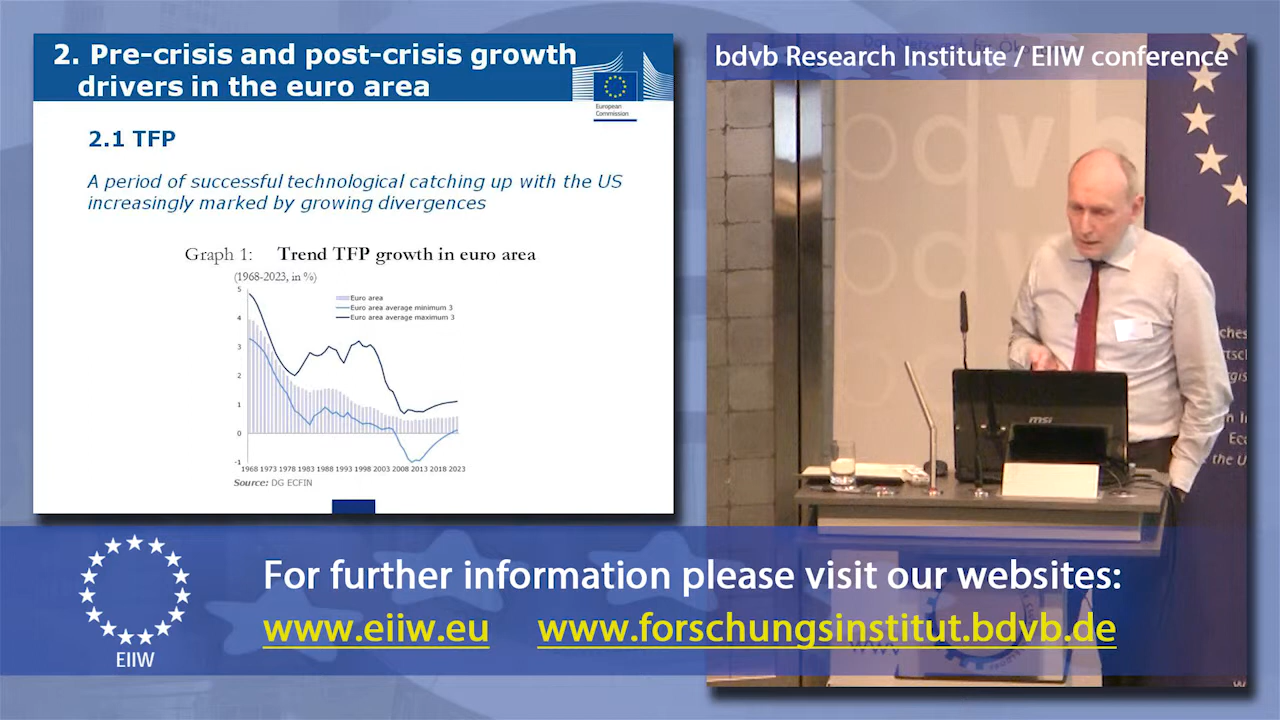 2. Pre-crisis and post-crisis growth
drivers in the euro area
European
Commission
2.1 TFP
A period of successful technological catching up with the US
increasingly marked by growing divergences
Graph 1: Trend TFP growth in euro area
(1968-2023, in %)
5
4
3
2
1
0
-1
Euro area
Euro area average minimum 3
Euro area average maximum 3
1968 1973 1978 1983 1988 1993 1998 2003 2008 2013 2018 2023
Source: DG ECFIN
bdvb Research Institute / EIIW conference
bdvb
msi
EIIW
For further information please visit our websites:
www.eiiw.eu www.forschungsinstitut.bdvb.de